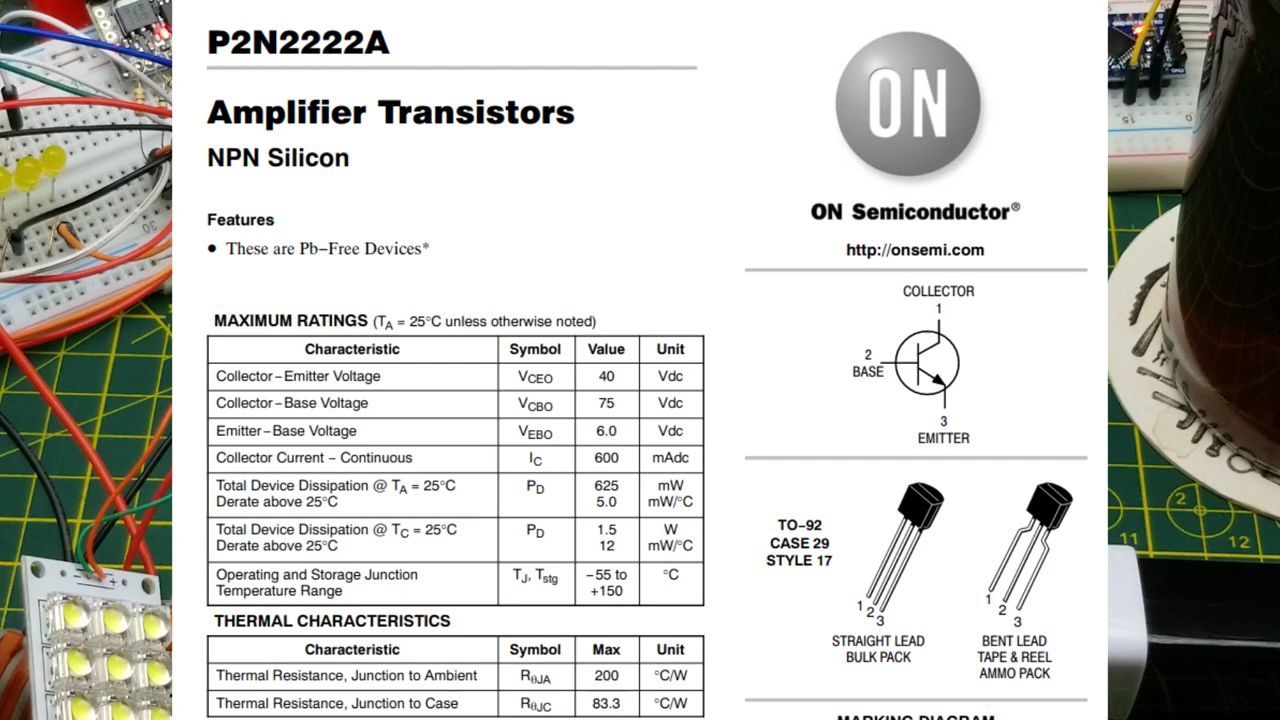 P2N2222A
Amplifier Transistors
NPN Silicon
Features
● These are Pb−Free Devices*
MAXIMUM RATINGS (TA = 25°C unless otherwise noted)
Characteristic Symbol Value Unit
Collector−Emitter Voltage VCEO 40 Vdc
Collector−Base Voltage VCBO 75 Vdc
Emitter−Base Voltage VEBO 6.0 Vdc
Collector Current − Continuous IC 600 mAdc
Total Device Dissipation @ TA = 25°C PD 625 mW
Derate above 25°C 5.0 mW/°C
Total Device Dissipation @ TC = 25°C PD 1.5 W
Derate above 25°C 12 mW/°C
Operating and Storage Junction TJ, Tstg −55 to °C
Temperature Range +150
THERMAL CHARACTERISTICS
Characteristic Symbol Max Unit
Thermal Resistance, Junction to Ambient RθJA 200 °C/W
Thermal Resistance, Junction to Case RθJC 83.3 °C/W
ON
ON Semiconductor®
http://onsemi.com
COLLECTOR
1
2
BASE
3
EMITTER
TO−92
CASE 29
STYLE 17
1
2
3
STRAIGHT LEAD
BULK PACK
1
2
3
BENT LEAD
TAPE & REEL
AMMO PACK
MARKING DIAGRAM
30
15
2
11
12